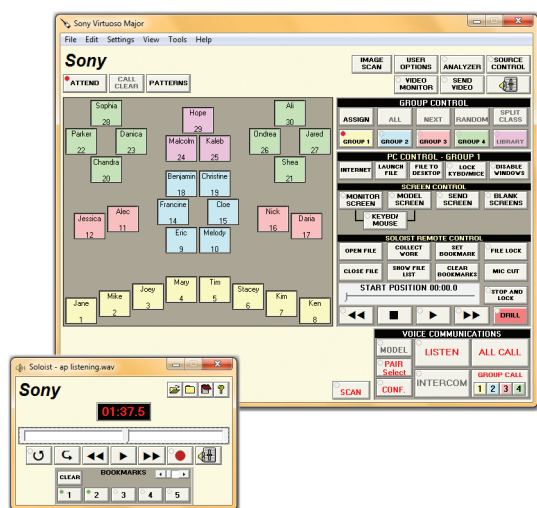 Sony Virtuoso Major
File Edit Settings View Tools Help
Sony
IMAGE SCAN
USER OPTIONS
ANALYZER
SOURCE CONTROL
ATTEND
CALL CLEAR
PATTERNS
VIDEO MONITOR
SEND VIDEO
Sophia 28
Ali 30
Hope 29
Parker 22
Danica 23
Malcolm 24
Kaleb 25
Ondrea 26
Jared 27
Chandra 20
Shea 21
Benjamin 18
Christine 19
Francine 14
Cloe 15
Jessica 12
Alec 11
Nick 16
Daria 17
Eric 9
Melody 10
Jane 1
Mike 2
Joey 3
Mary 4
Tim 5
Stacey 6
Kim 7
Ken 8
GROUP CONTROL
ASSIGN ALL NEXT RANDOM SPLIT CLASS
GROUP 1 GROUP 2 GROUP 3 GROUP 4 LIBRARY
PC CONTROL - GROUP 1
INTERNET
LAUNCH FILE
FILE TO DESKTOP
LOCK KYBD/MICE
DISABLE WINDOWS
SCREEN CONTROL
MONITOR SCREEN
MODEL SCREEN
SEND SCREEN
BLANK SCREENS
KEYBD/ MOUSE
SOLOIST REMOTE CONTROL
OPEN FILE
COLLECT WORK
SET BOOKMARK
FILE LOCK
CLOSE FILE
SHOW FILE LIST
CLEAR BOOKMARKS
MIC CUT
START POSITION 00:00.0
STOP AND LOCK
DRILL
VOICE COMMUNICATIONS
MODEL
LISTEN
ALL CALL
PAIR Select
INTERCOM
GROUP CALL
SCAN
CONF.
1 2 3 4
Soloist - ap listening.wav
Sony
01:37.5
CLEAR
BOOKMARKS
1 2 3 4 5